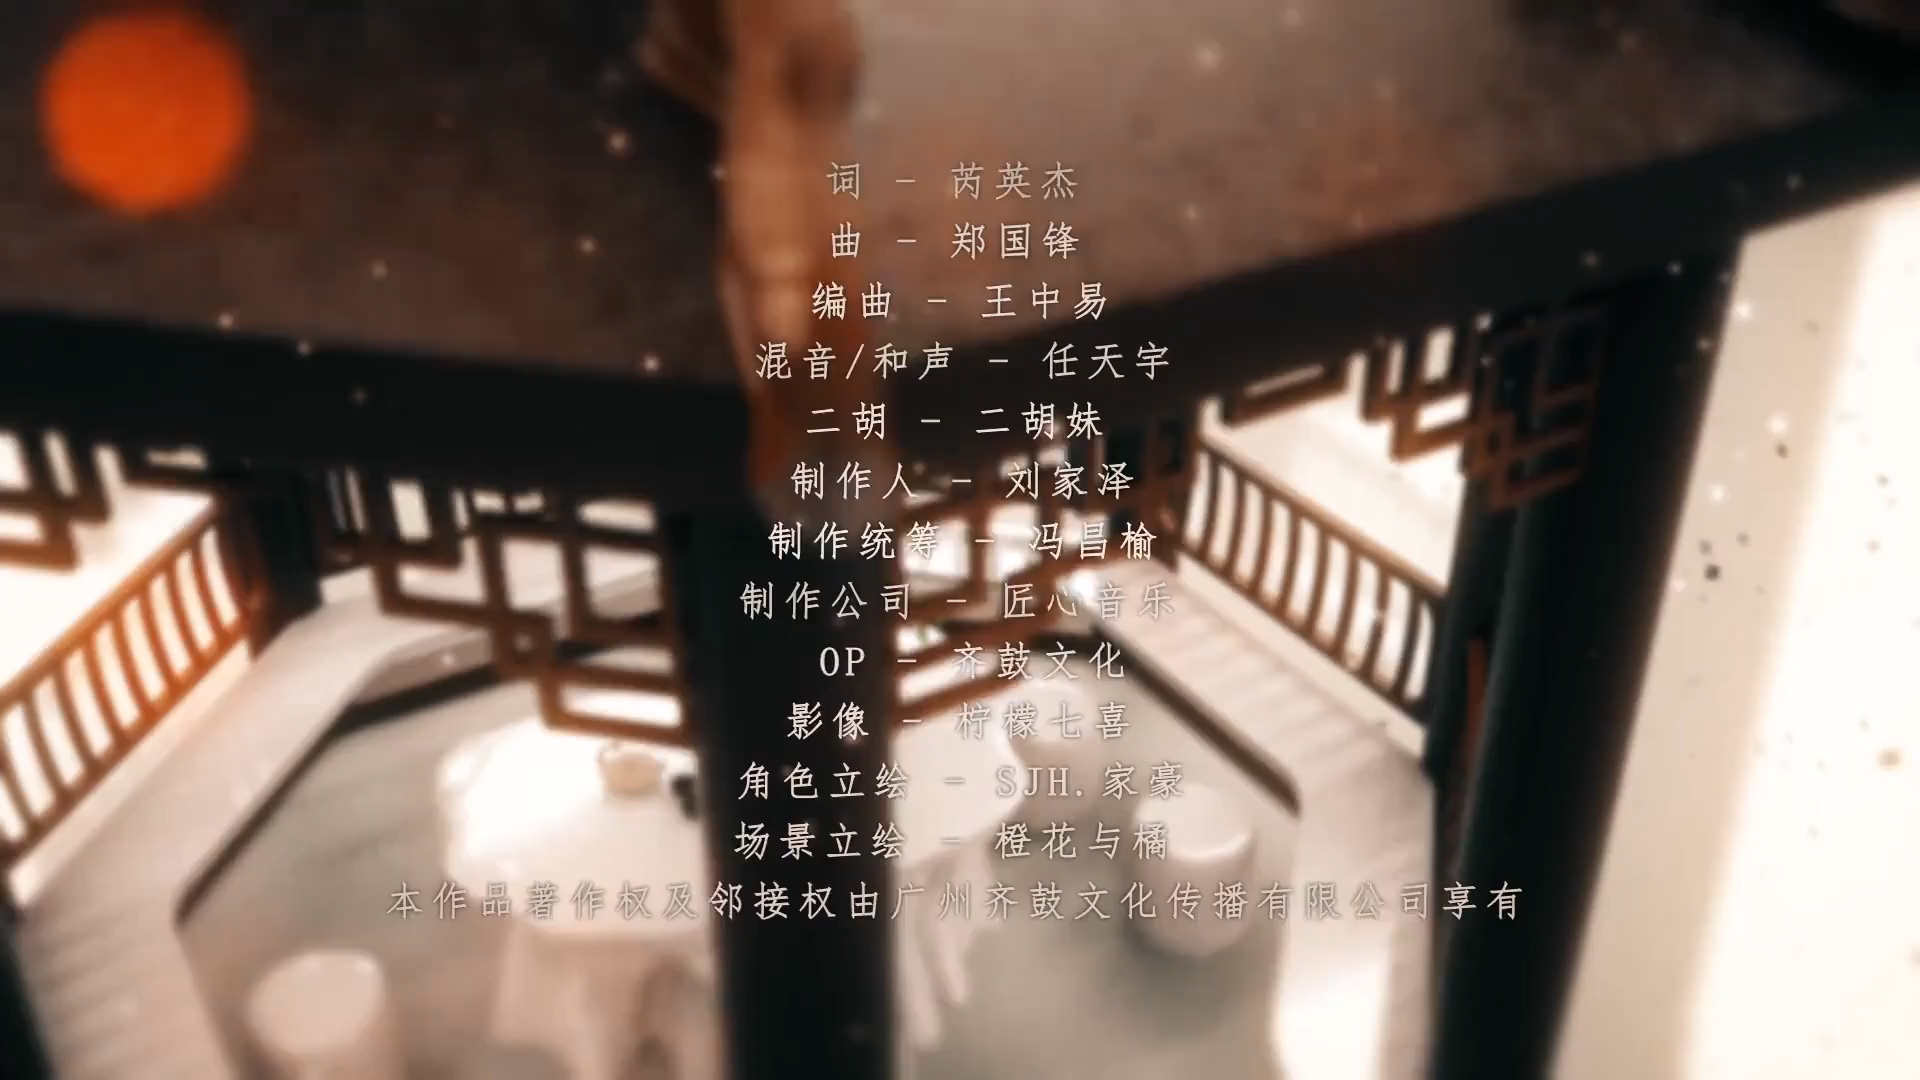 词 - 芮英杰
曲 - 郑国锋
编曲 - 王中易
混音/和声 - 任天宇
二胡 - 二胡妹
制作人 - 刘家泽
制作统筹 - 冯昌榆
制作公司 - 匠心音乐
OP - 齐鼓文化
影像 - 柠檬七喜
角色立绘 - SJH.家豪
场景立绘 - 橙花与橘
本作品著作权及邻接权由广州齐鼓文化传播有限公司享有